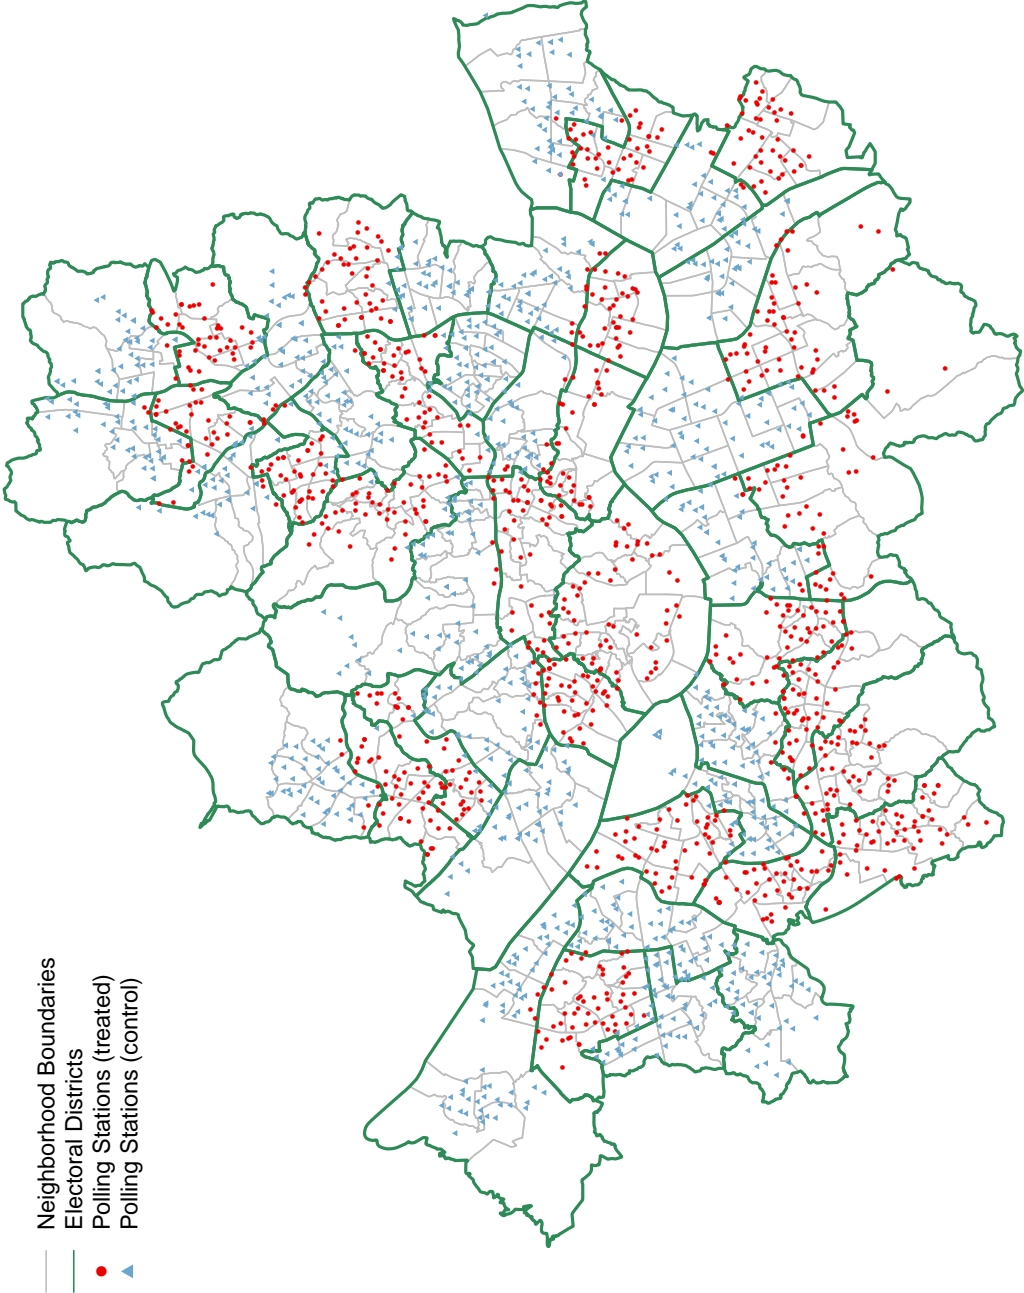 Neighborhood Boundaries
Electoral Districts
Polling Stations (treated)
Polling Stations (control)